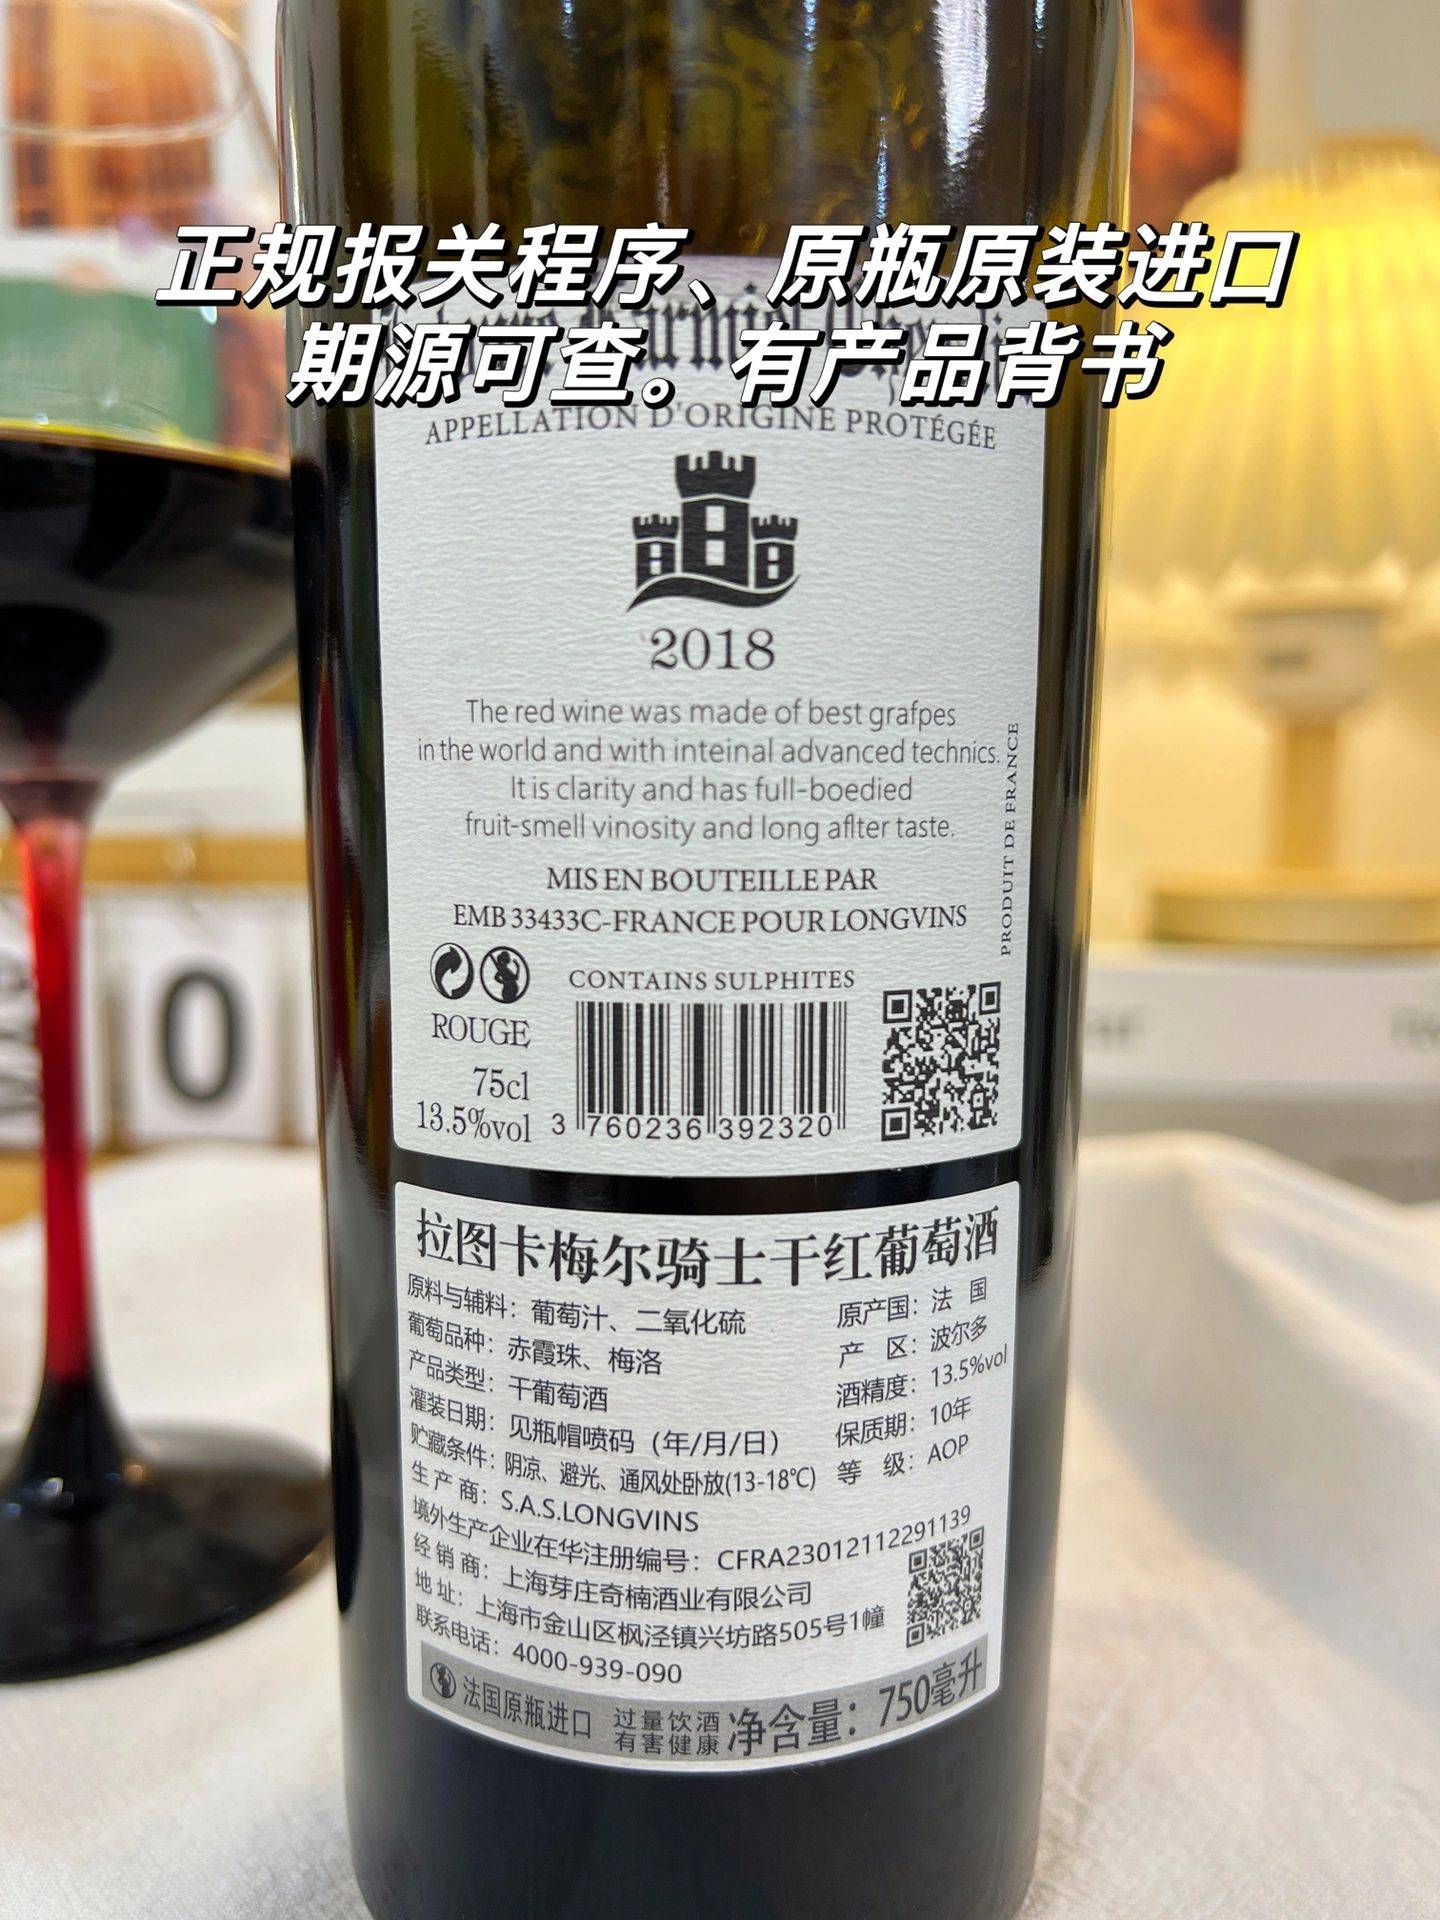 正规报关程序、原瓶原装进口
期源可查。有产品背书
APPELLATION D'ORIGINE PROTÉGÉE
2018
The red wine was made of best grafpes
in the world and with inteinal advanced technics.
It is clarity and has full-boedied
fruit-smell vinosity and long aflter taste.
MIS EN BOUTEILLE PAR
EMB 33433C-FRANCE POUR LONGVINS
PRODUIT DE FRANCE
CONTAINS SULPHITES
ROUGE
75cl
13.5%vol
3 760236 392320
拉图卡梅尔骑士干红葡萄酒
原料与辅料：葡萄汁、二氧化硫
葡萄品种：赤霞珠、梅洛
产品类型：干葡萄酒
灌装日期：见瓶帽喷码（年/月/日）
贮藏条件：阴凉、避光、通风处卧放(13-18℃)
原产国：法 国
产 区：波尔多
酒精度：13.5%vol
保质期：10年
等 级：AOP
生产商：S.A.S.LONGVINS
境外生产企业在华注册编号：CFRA23012112291139
经销商：上海芽庄奇楠酒业有限公司
地址：上海市金山区枫泾镇兴坊路505号1幢
联系电话：4000-939-090
法国原瓶进口
过量饮酒
有害健康
净含量：750毫升
0